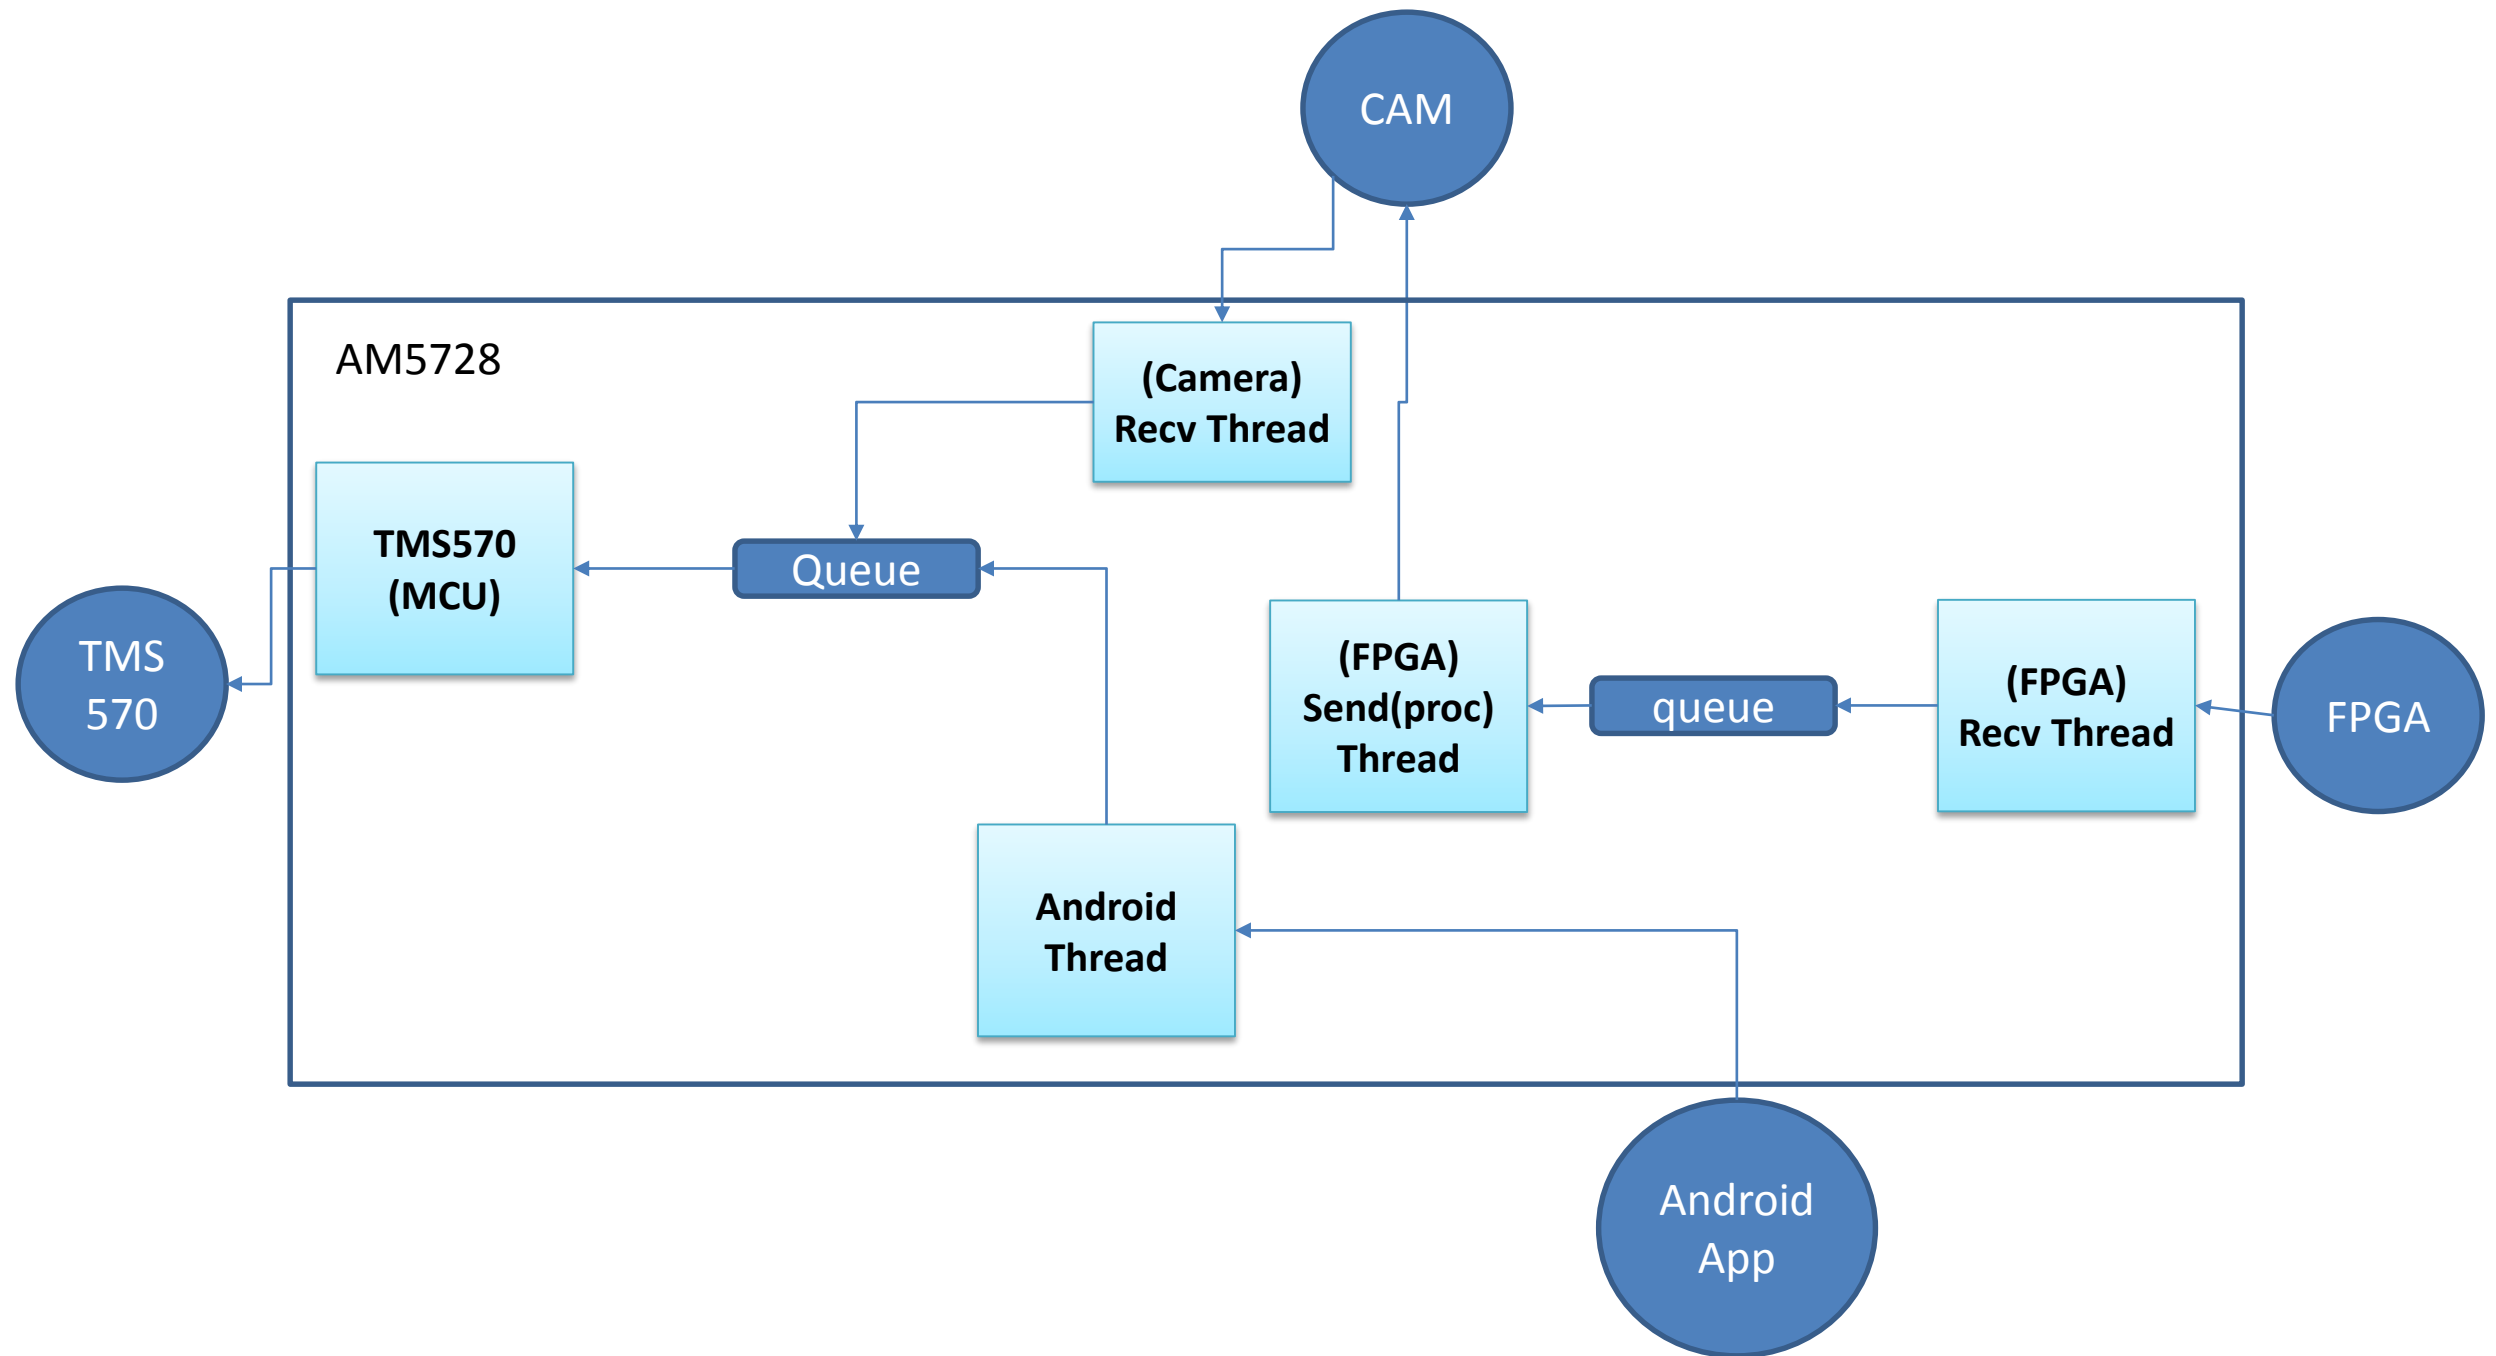 CAM
AM5728
(Camera)
Recv Thread
TMS570
(MCU)
Queue
TMS
570
(FPGA)
Send(proc)
Thread
queue
(FPGA)
Recv Thread
FPGA
Android
Thread
Android
App